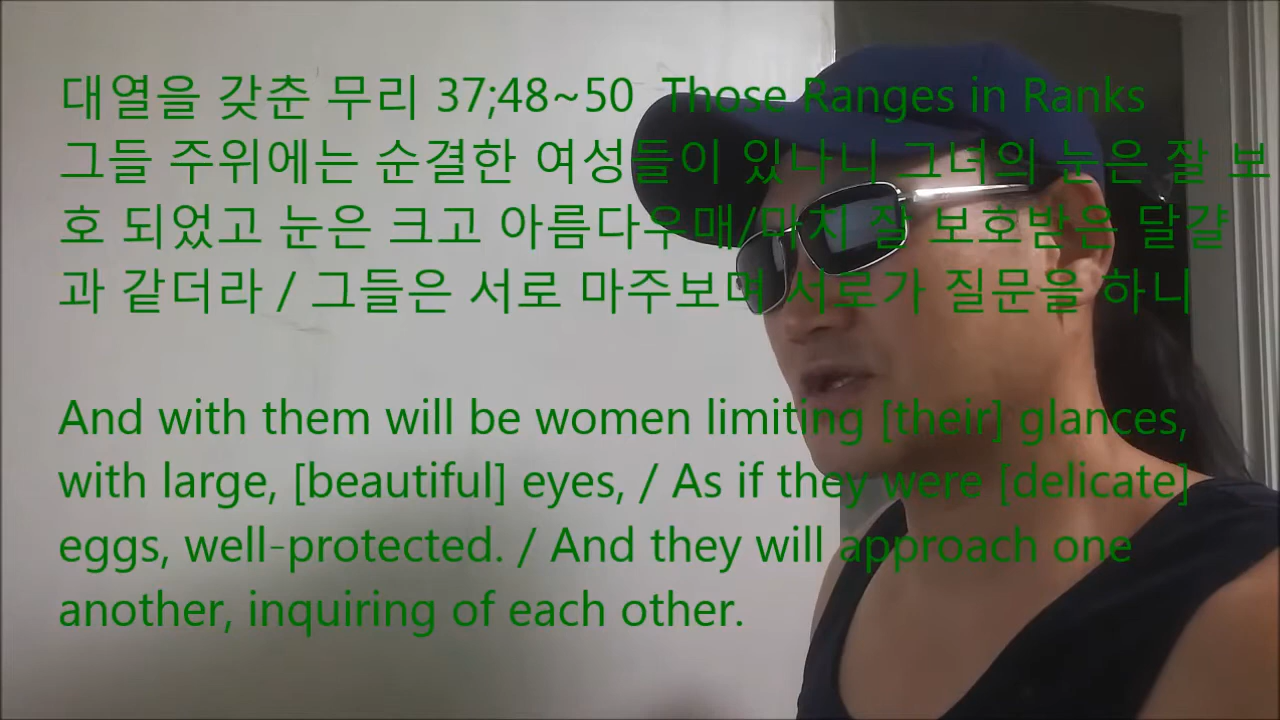 대열을 갖춘 무리 37;48~50 Those Ranges in Ranks
그들 주위에는 순결한 여성들이 있나니 그녀의 눈은 잘 보
호 되었고 눈은 크고 아름다우매/마치 잘 보호받은 달걀
과 같더라 / 그들은 서로 마주보며 서로가 질문을 하니
And with them will be women limiting [their] glances,
with large, [beautiful] eyes, / As if they were [delicate]
eggs, well-protected. / And they will approach one
another, inquiring of each other.